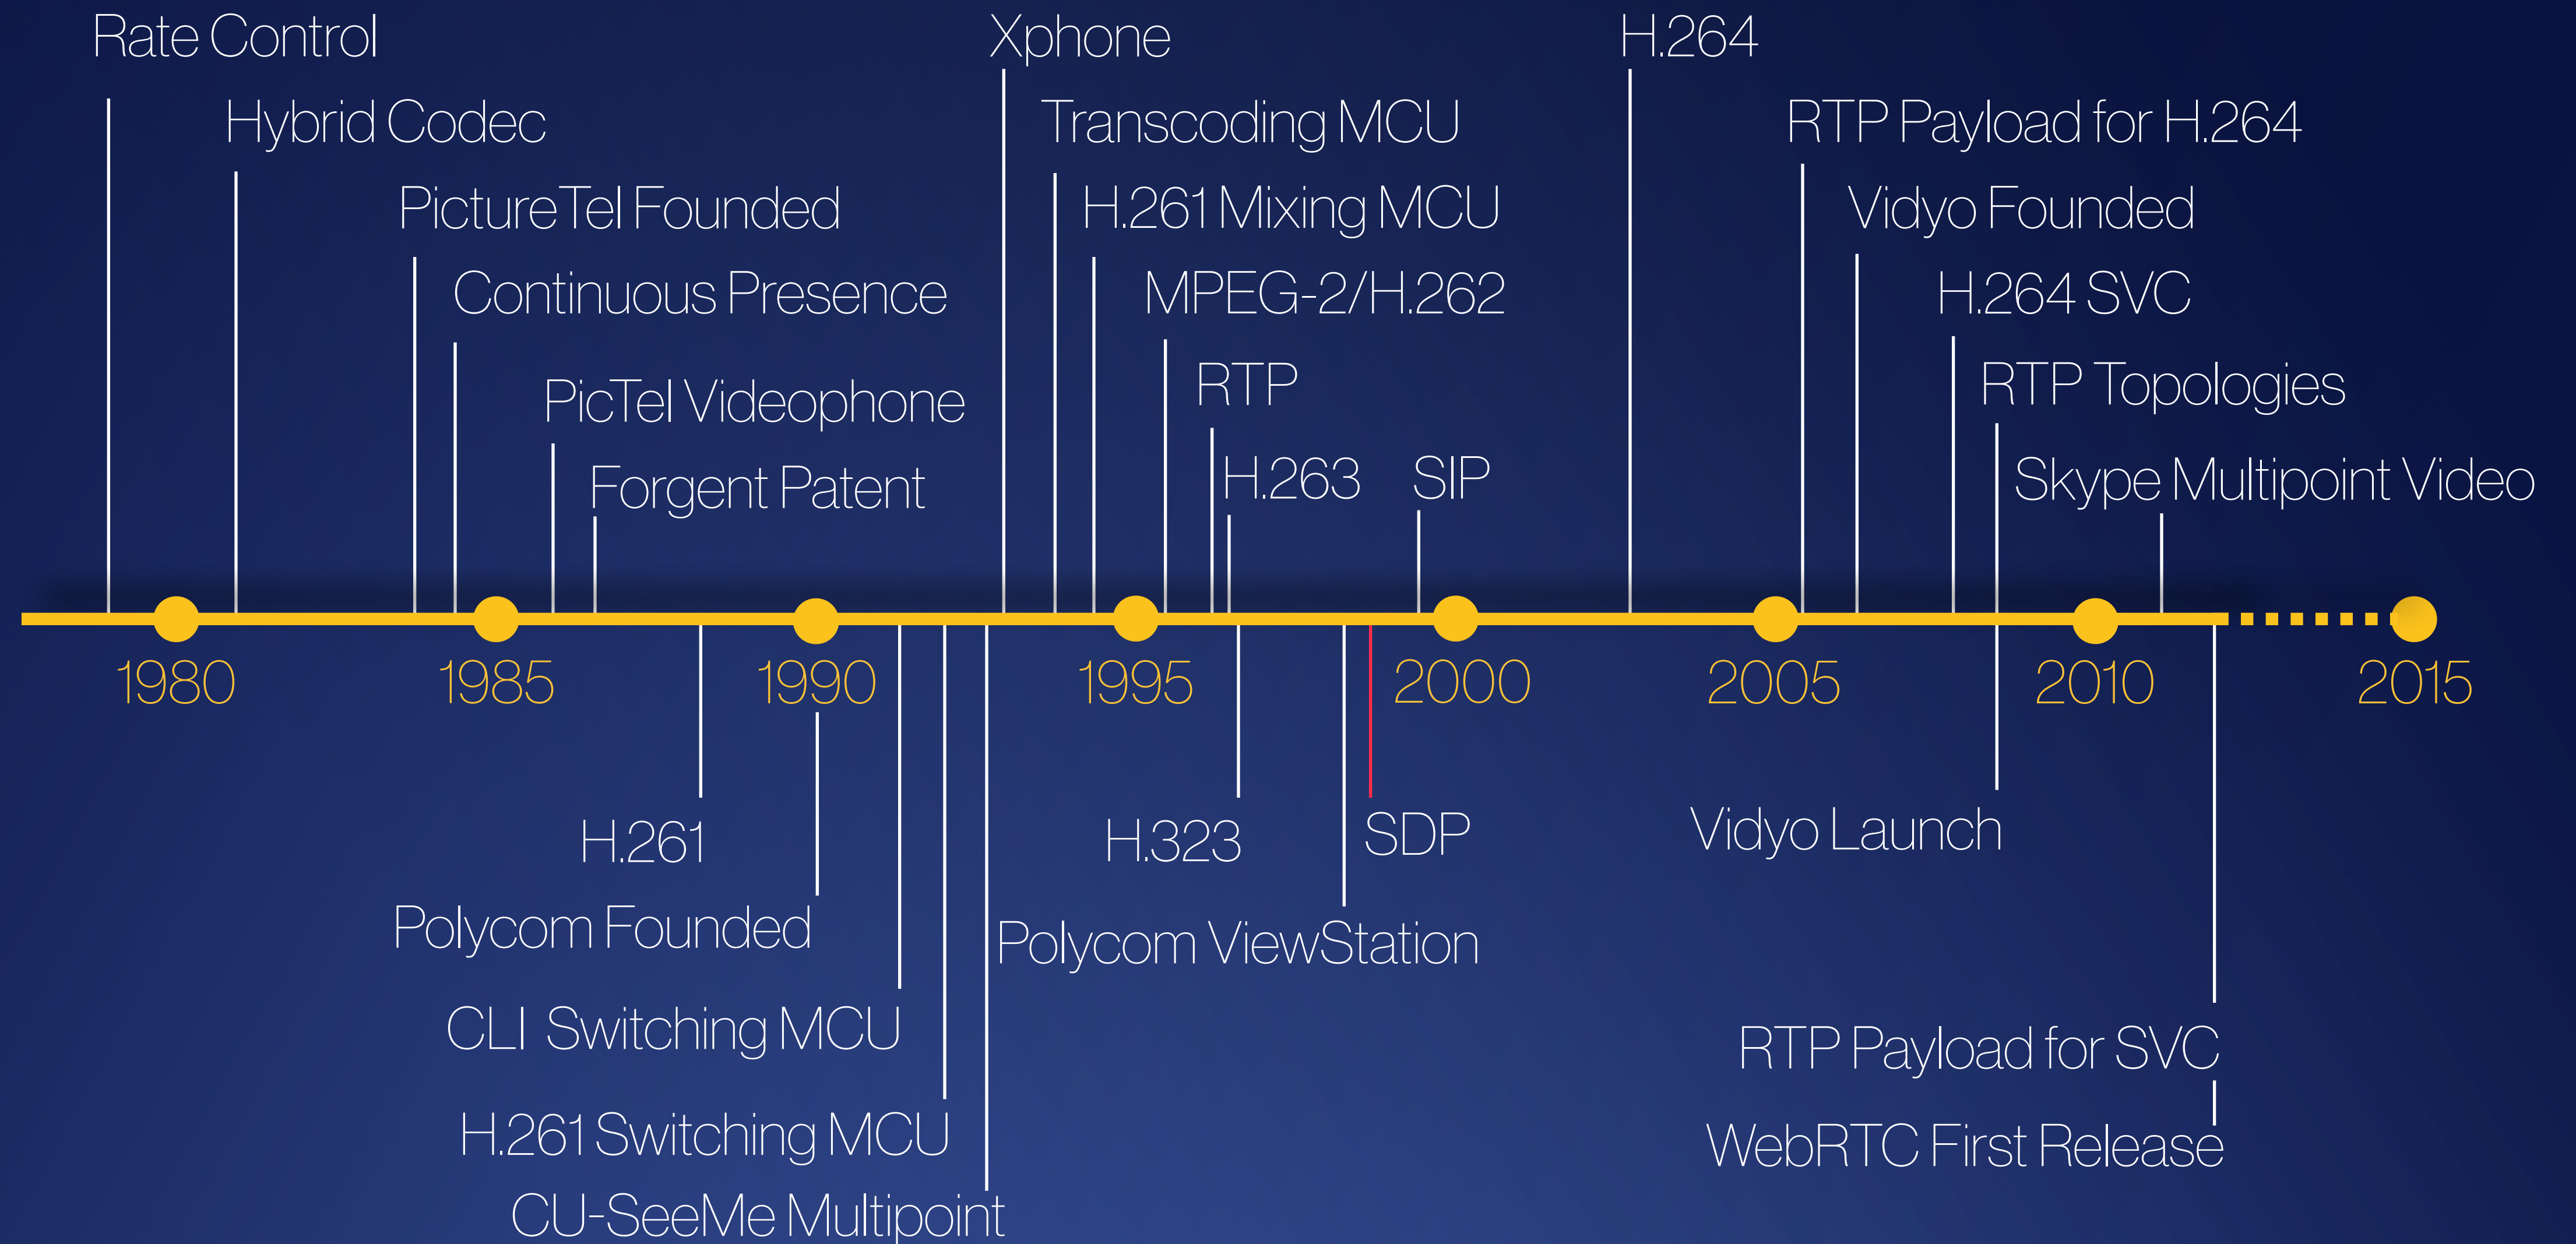 Rate Control
Xphone
H.264
Hybrid Codec
Transcoding MCU
RTP Payload for H.264
PictureTel Founded
H.261 Mixing MCU
Vidyo Founded
Continuous Presence
MPEG-2/H.262
H.264 SVC
RTP
RTP Topologies
PicTel Videophone
H.263
SIP
Skype Multipoint Video
Forgent Patent
1980
1985
1990
1995
2000
2005
2010
2015
H.261
H.323
SDP
Vidyo Launch
Polycom Founded
Polycom ViewStation
CLI Switching MCU
RTP Payload for SVC
H.261 Switching MCU
WebRTC First Release
CU-SeeMe Multipoint